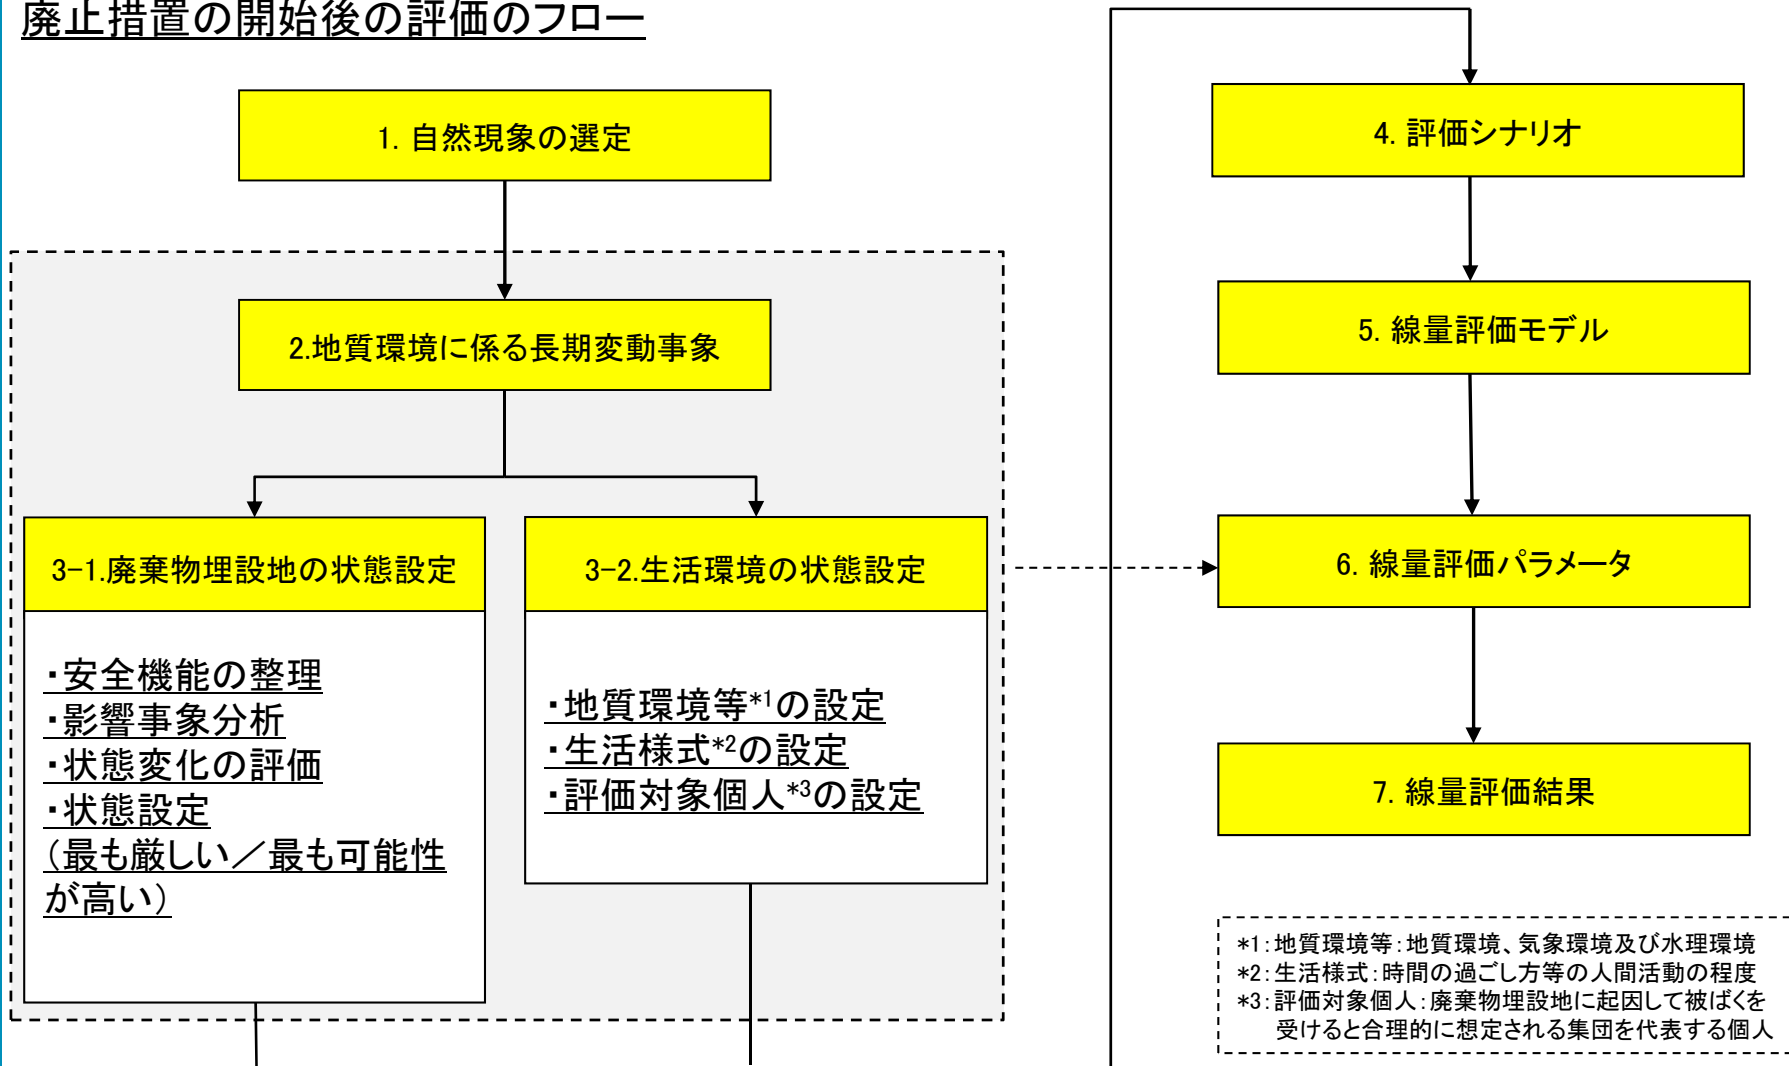 廃止措置の開始後の評価のフロー
1. 自然現象の選定
2.地質環境に係る長期変動事象
3-1.廃棄物埋設地の状態設定
・安全機能の整理
・影響事象分析
・状態変化の評価
・状態設定
（最も厳しい／最も可能性
が高い）
3-2.生活環境の状態設定
・地質環境等*1の設定
・生活様式*2の設定
・評価対象個人*3の設定
4. 評価シナリオ
5. 線量評価モデル
6. 線量評価パラメータ
7. 線量評価結果
*1：地質環境等：地質環境、気象環境及び水理環境
*2：生活様式：時間の過ごし方等の人間活動の程度
*3：評価対象個人：廃棄物埋設地に起因して被ばくを
受けると合理的に想定される集団を代表する個人